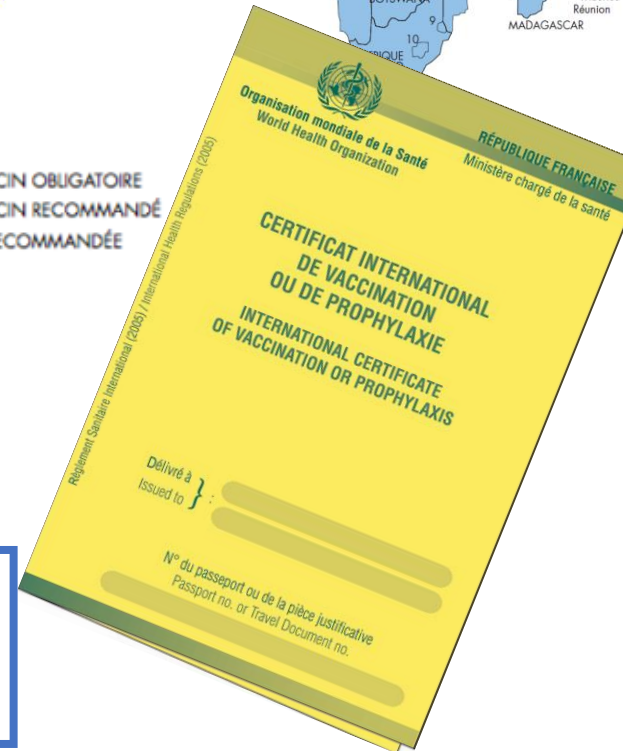 BOTSWANA
9
10
Réunion
MADAGASCAR
CIN OBLIGATOIRE
CIN RECOMMANDÉ
ECOMMANDÉE
Organisation mondiale de la Santé
World Health Organization
RÉPUBLIQUE FRANÇAISE
Ministère chargé de la santé
Règlement Sanitaire International (2005) / International Health Regulations (2005)
CERTIFICAT INTERNATIONAL
DE VACCINATION
OU DE PROPHYLAXIE
INTERNATIONAL CERTIFICATE
OF VACCINATION OR PROPHYLAXIS
Délivré à
Issued to } :
N° du passeport ou de la pièce justificative
Passport no. or Travel Document no.